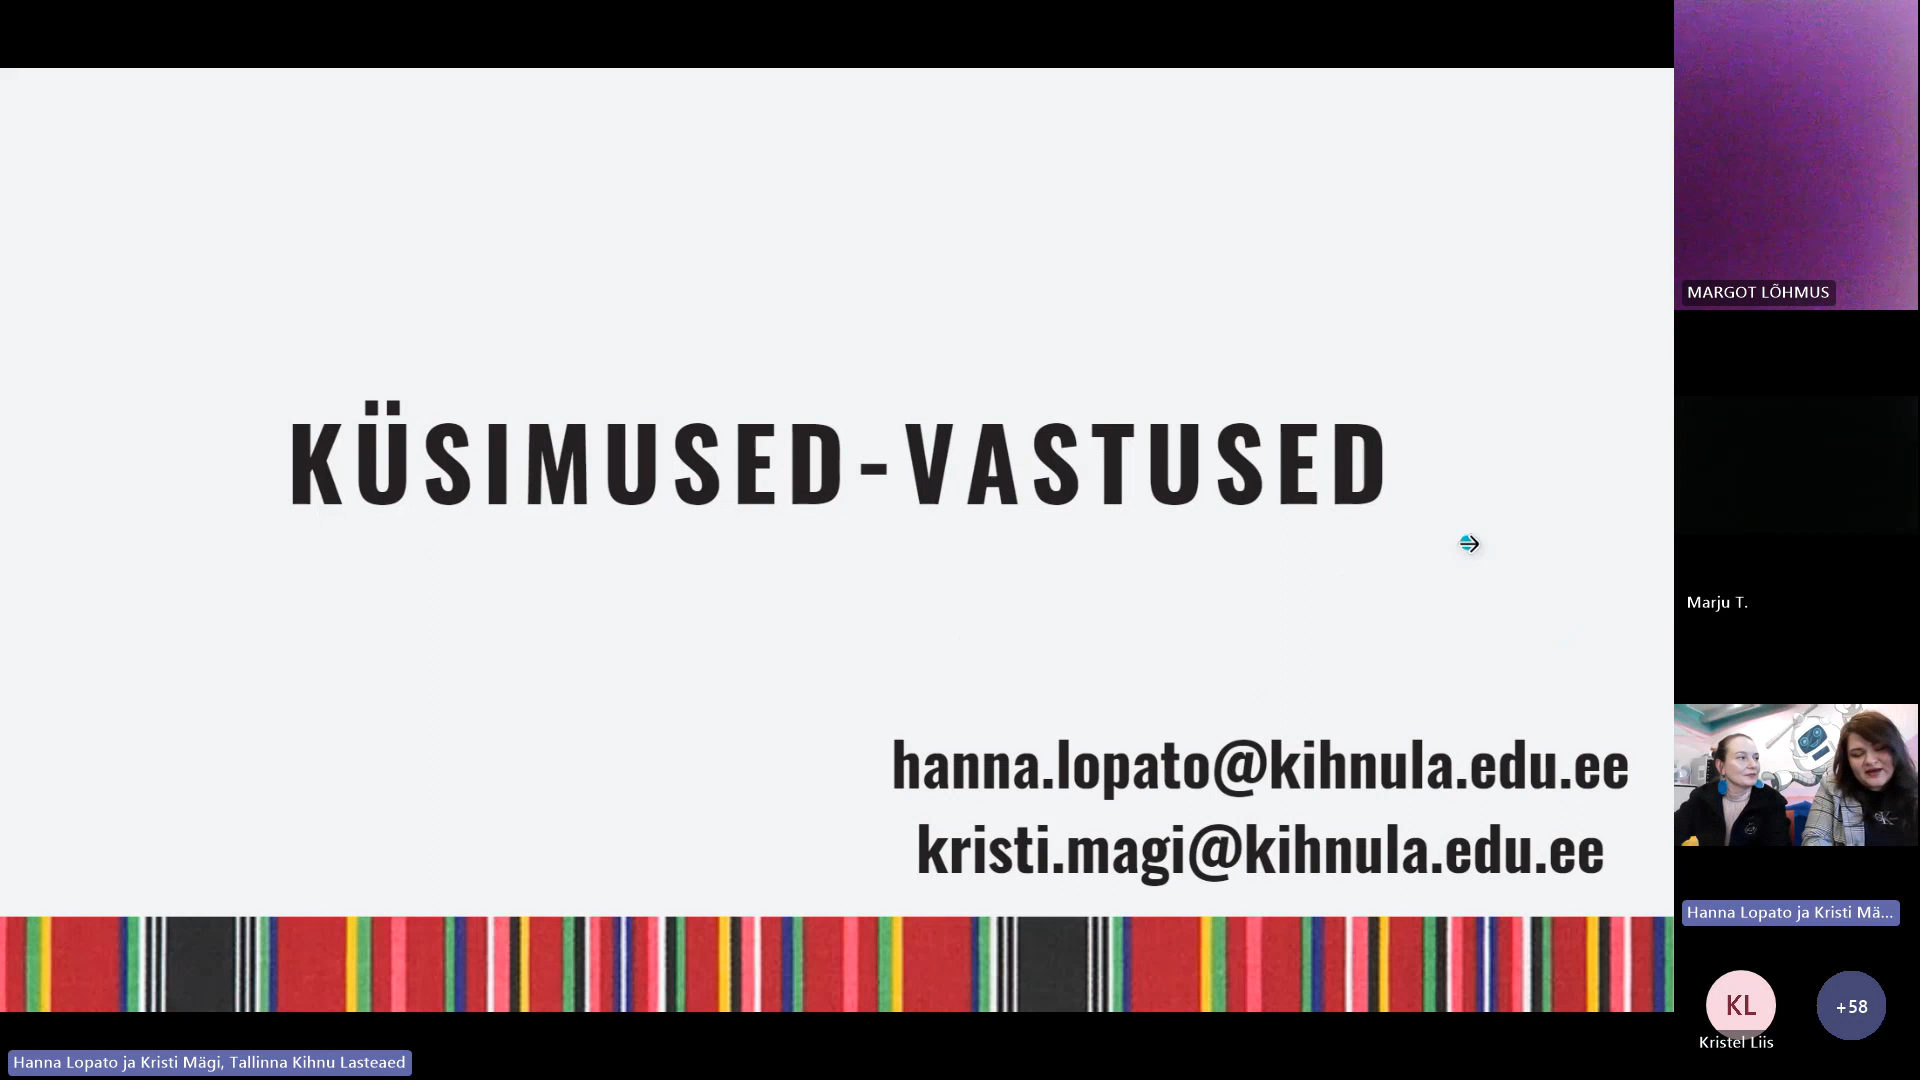 KÜSIMUSED-VASTUSED
hanna.lopato@kihnula.edu.ee
kristi.magi@kihnula.edu.ee
Hanna Lopato ja Kristi Mägi, Tallinna Kihnu Lasteaed
MARGOT LÕHMUS
Marju T.
Hanna Lopato ja Kristi Mä...
KL
Kristel Liis
+58